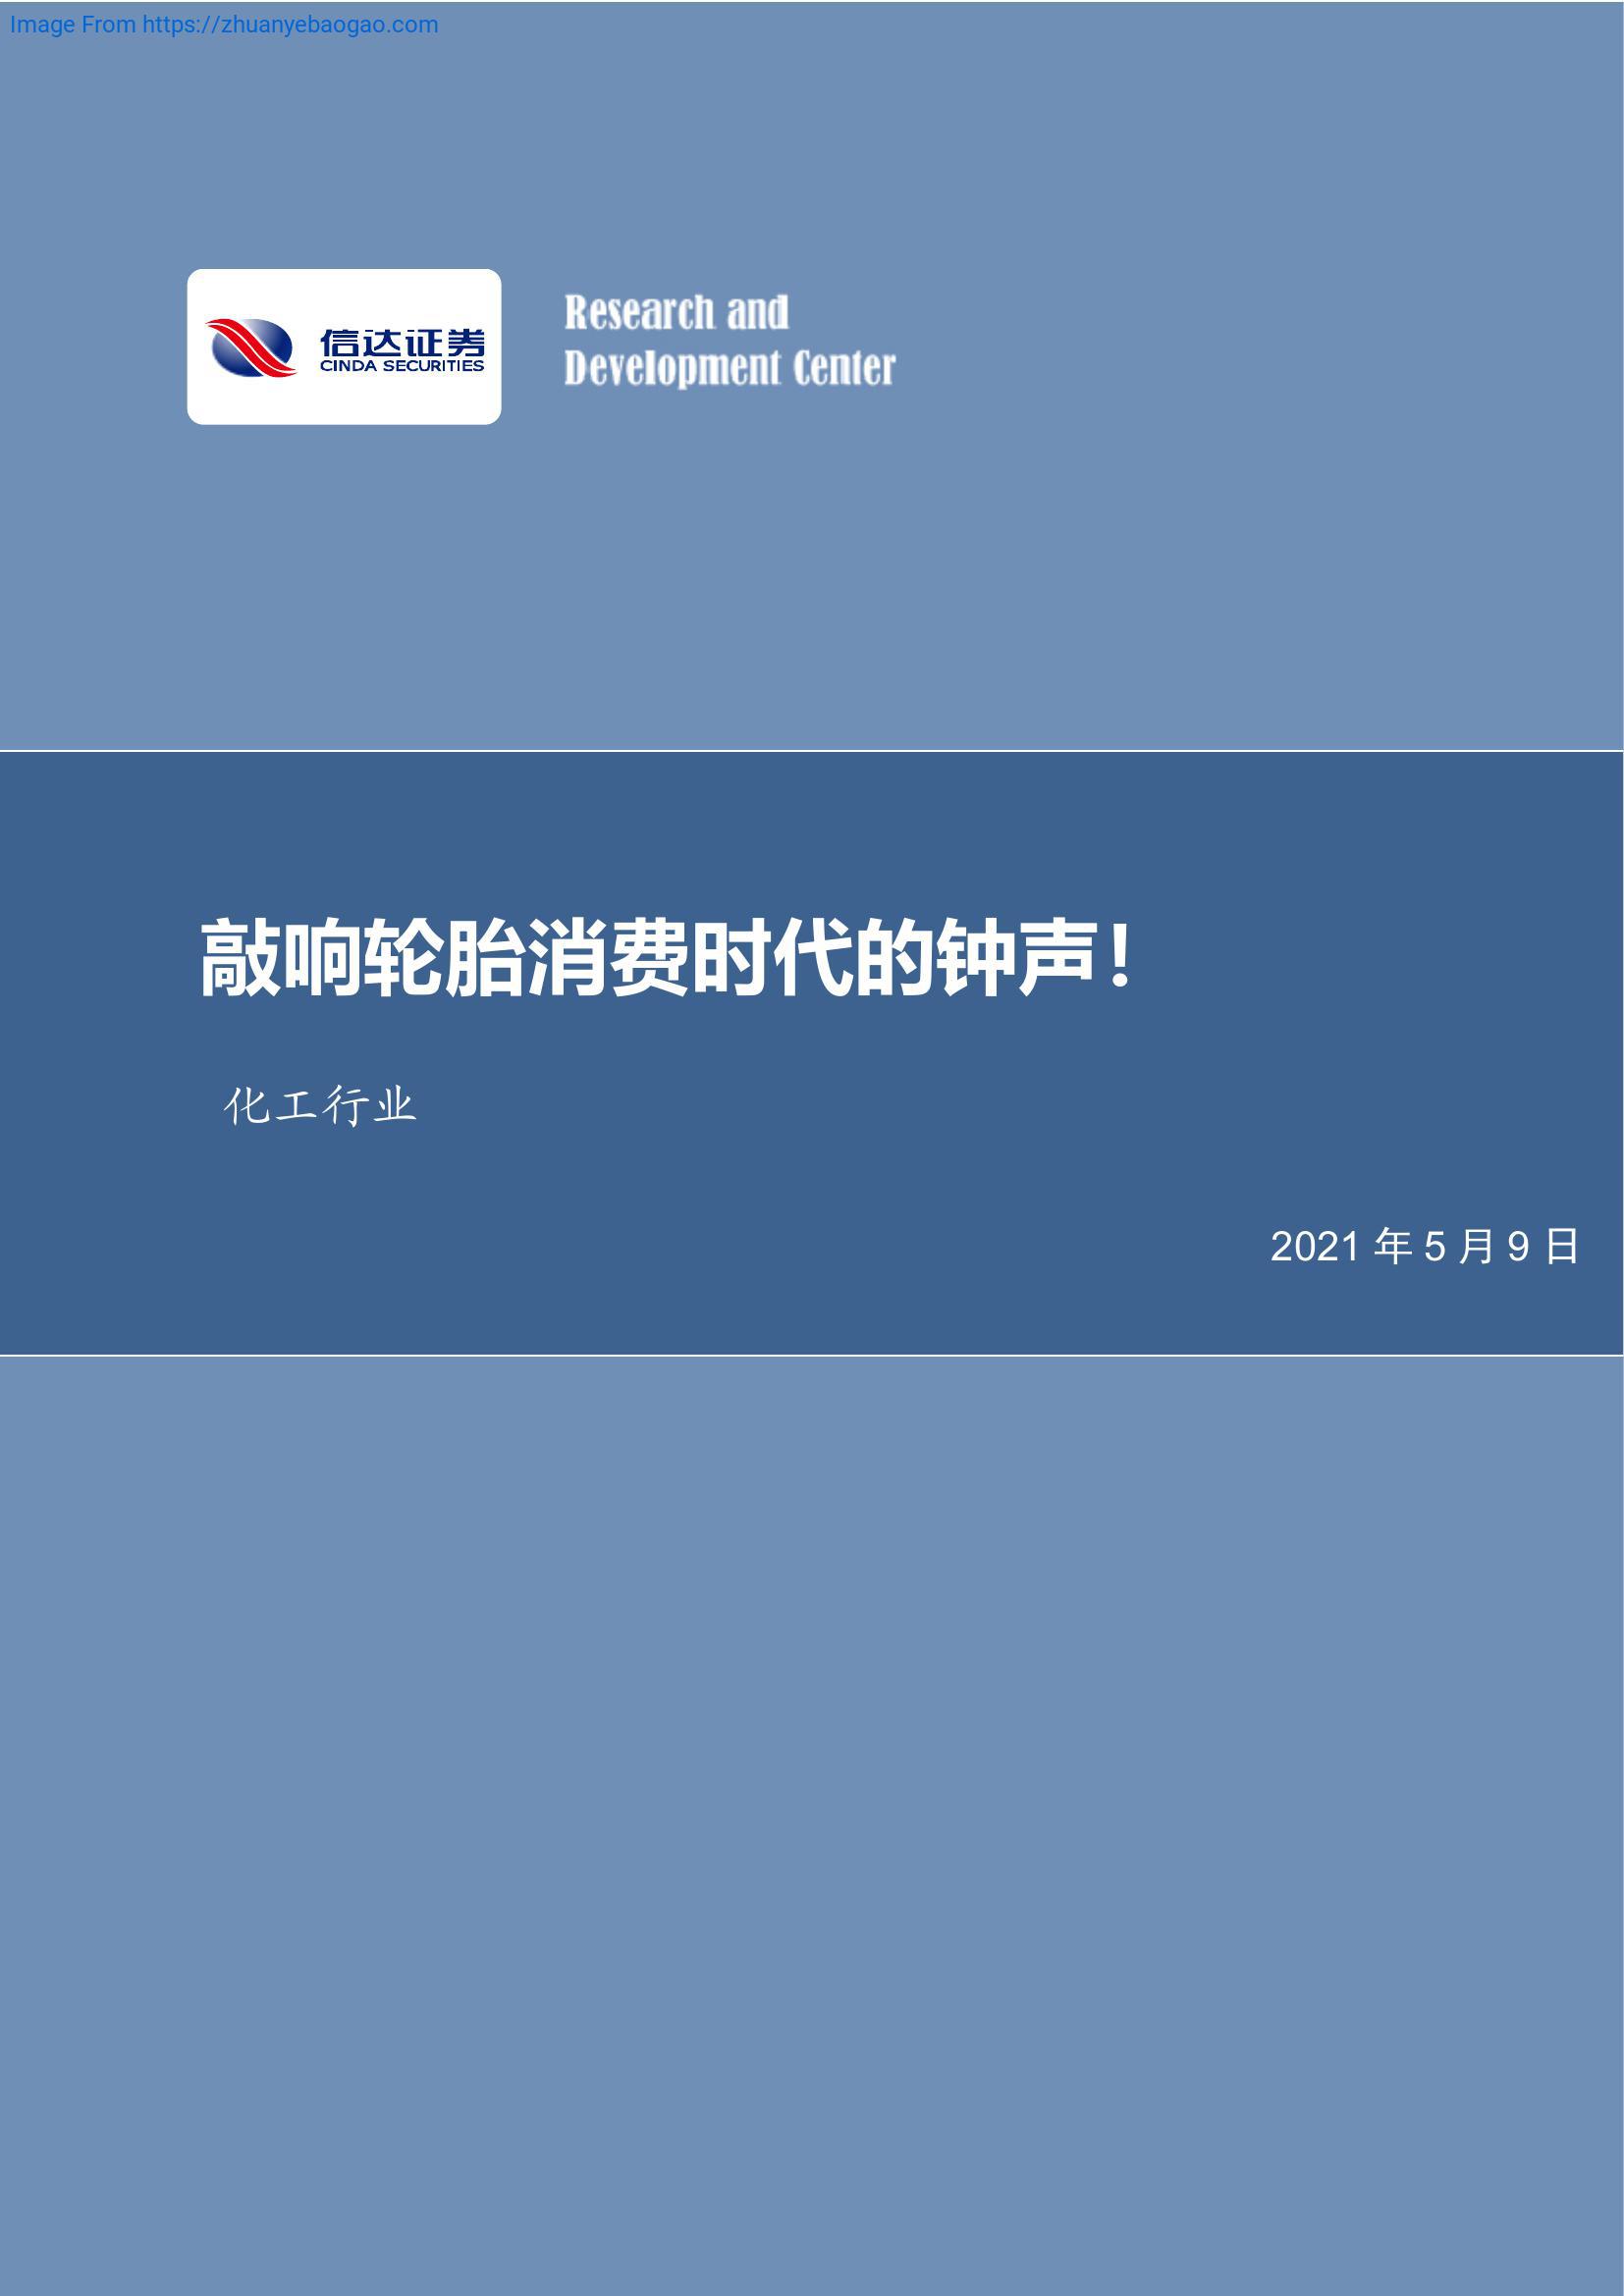 Image From https://zhuanyebaogao.com
信达证券
CINDA SECURITIES
Research and
Development Center
敲响轮胎消费时代的钟声！
化工行业
2021 年 5 月 9 日